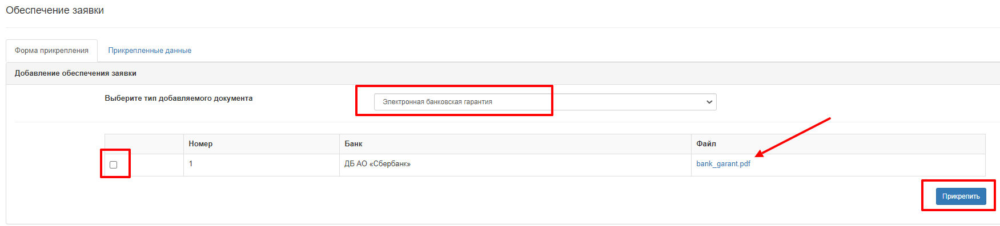 Обеспечение заявки
Форма прикрепления Прикрепленные данные
Добавление обеспечения заявки
Выберите тип добавляемого документа Электронная банковская гарантия
Номер Банк Файл
1 ДБ АО «Сбербанк» bank_garant.pdf
Прикрепить